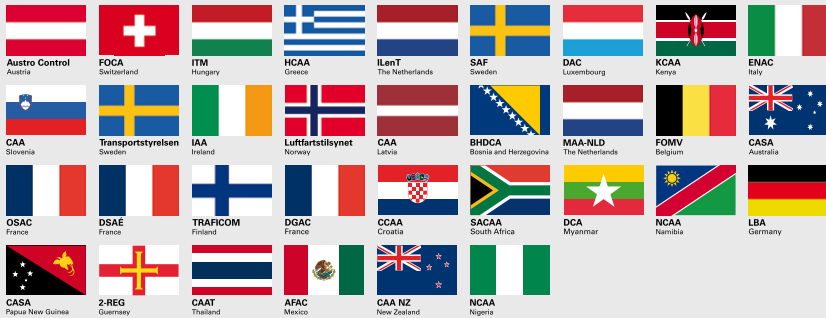 Austro Control
Austria
FOCA
Switzerland
ITM
Hungary
HCAA
Greece
ILenT
The Netherlands
SAF
Sweden
DAC
Luxembourg
KCAA
Kenya
ENAC
Italy
CAA
Slovenia
Transportstyrelsen
Sweden
IAA
Ireland
Luftfartstilsynet
Norway
CAA
Latvia
BHDCA
Bosnia and Herzegovina
MAA-NLD
The Netherlands
FOMV
Belgium
CASA
Australia
OSAC
France
DSAÉ
France
TRAFICOM
Finland
DGAC
France
CCAA
Croatia
SACAA
South Africa
DCA
Myanmar
NCAA
Namibia
LBA
Germany
CASA
Papua New Guinea
2-REG
Guernsey
CAAT
Thailand
AFAC
Mexico
CAA NZ
New Zealand
NCAA
Nigeria